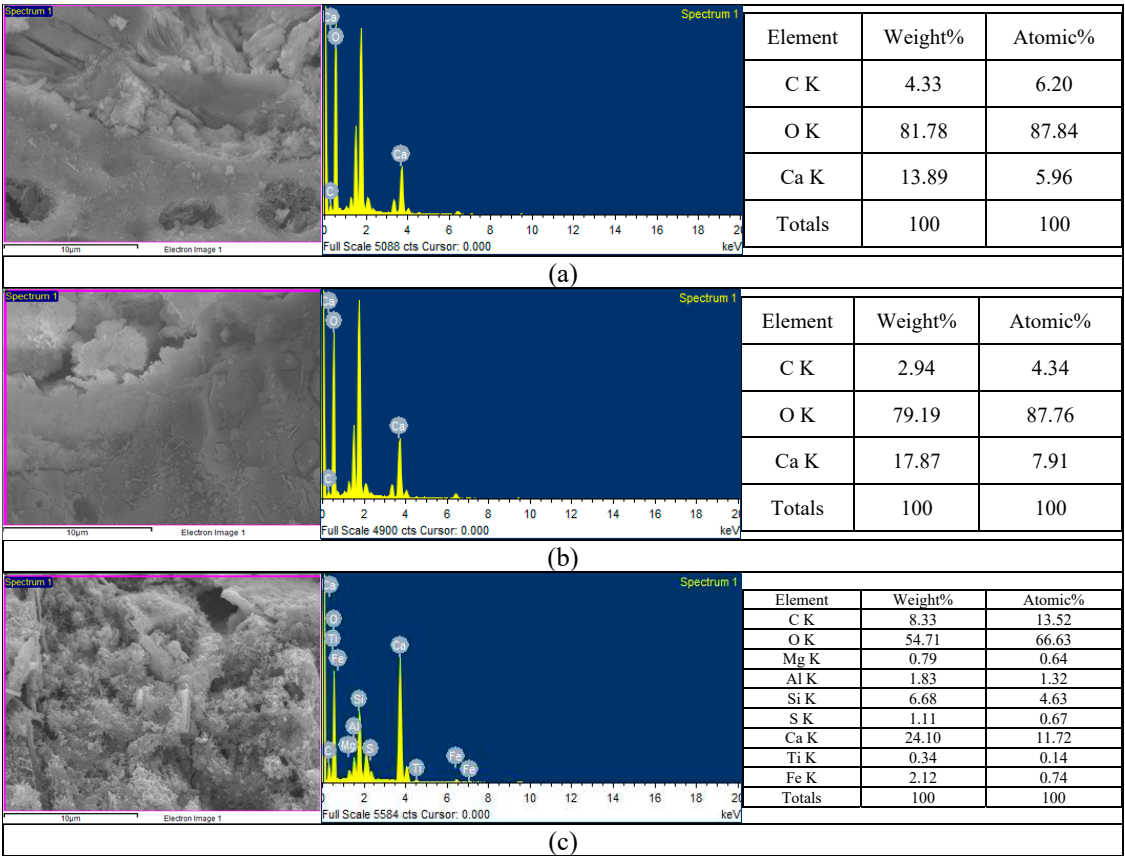 Spectrum 1
10µm Electron Image 1
Spectrum 1
Ca
O
C
Ca
0 2 4 6 8 10 12 14 16 18 20
Full Scale 5088 cts Cursor: 0.000 keV
Element Weight% Atomic%
C K 4.33 6.20
O K 81.78 87.84
Ca K 13.89 5.96
Totals 100 100
(a)
Spectrum 1
10µm Electron Image 1
Spectrum 1
Ca
O
C
Ca
0 2 4 6 8 10 12 14 16 18 20
Full Scale 4900 cts Cursor: 0.000 keV
Element Weight% Atomic%
C K 2.94 4.34
O K 79.19 87.76
Ca K 17.87 7.91
Totals 100 100
(b)
Spectrum 1
10µm Electron Image 1
Spectrum 1
Ca
O
Ti
Fe
C
Mg
Al
Si
S
Ca
Ti
Fe
Fe
0 2 4 6 8 10 12 14 16 18 20
Full Scale 5584 cts Cursor: 0.000 keV
Element Weight% Atomic%
C K 8.33 13.52
O K 54.71 66.63
Mg K 0.79 0.64
Al K 1.83 1.32
Si K 6.68 4.63
S K 1.11 0.67
Ca K 24.10 11.72
Ti K 0.34 0.14
Fe K 2.12 0.74
Totals 100 100
(c)